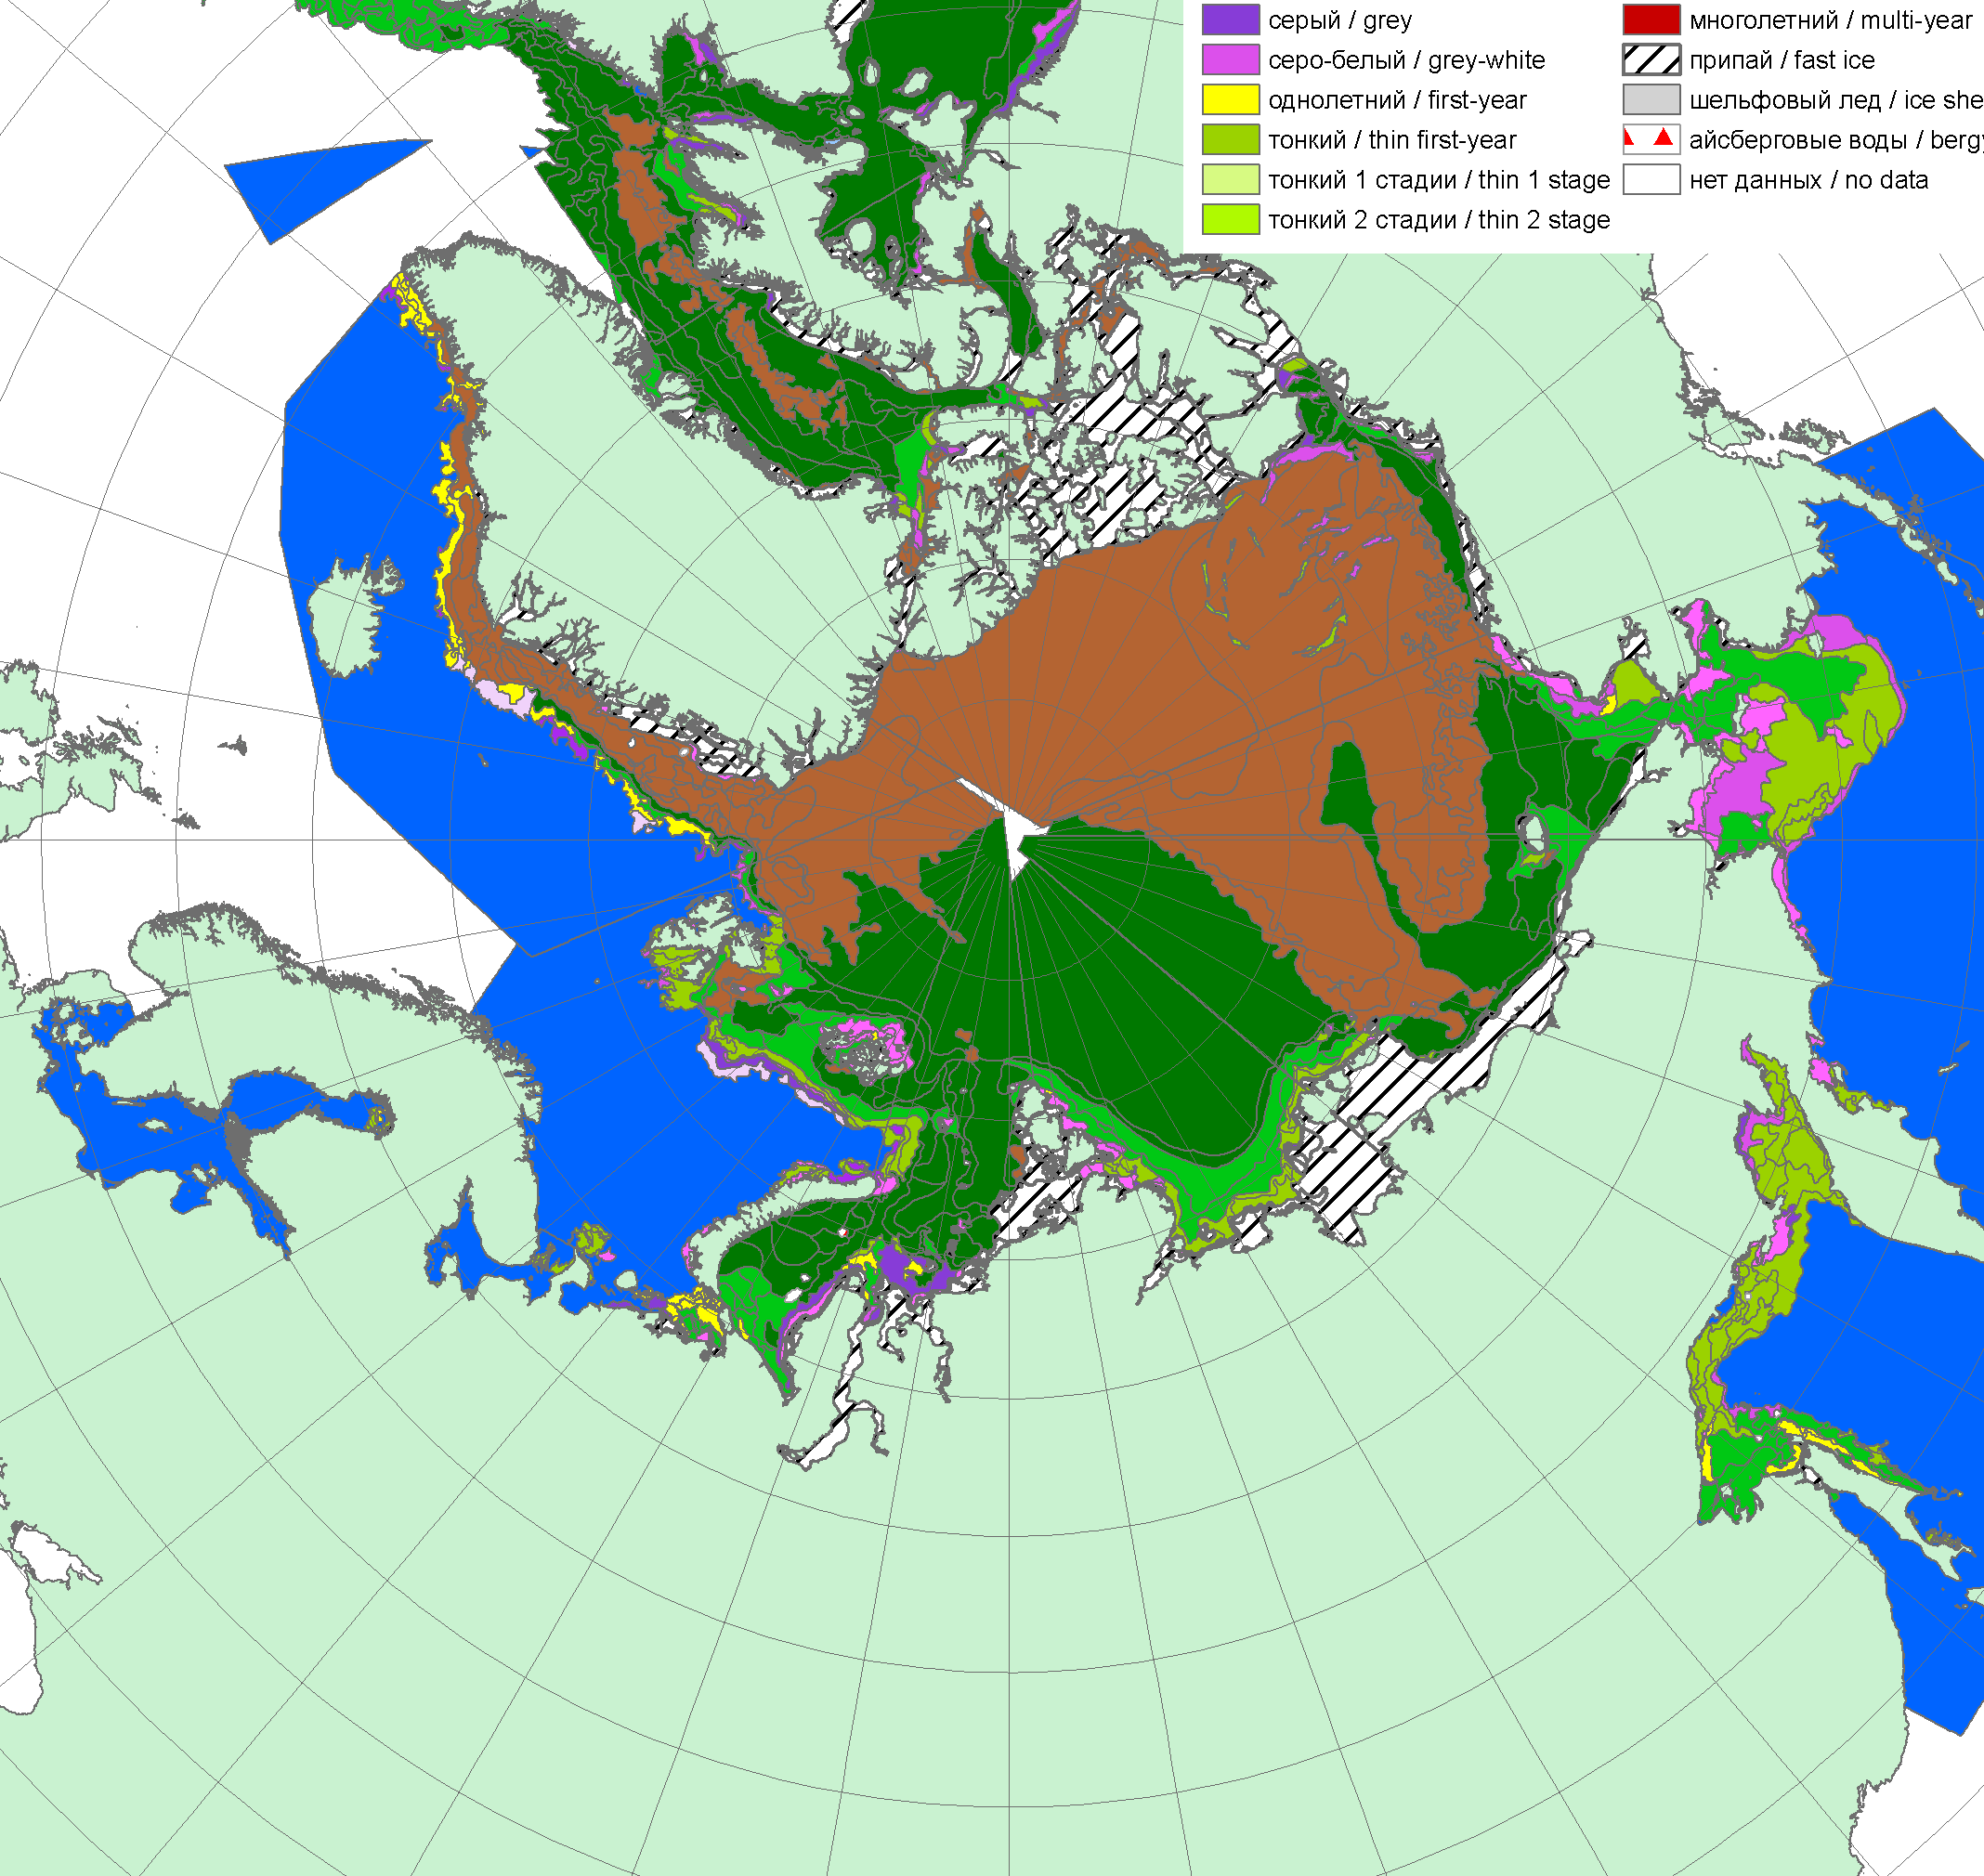 серый / grey
серо-белый / grey-white
однолетний / first-year
тонкий / thin first-year
тонкий 1 стадии / thin 1 stage
тонкий 2 стадии / thin 2 stage
многолетний / multi-year
припай / fast ice
шельфовый лед / ice she
айсберговые воды / bergy
нет данных / no data